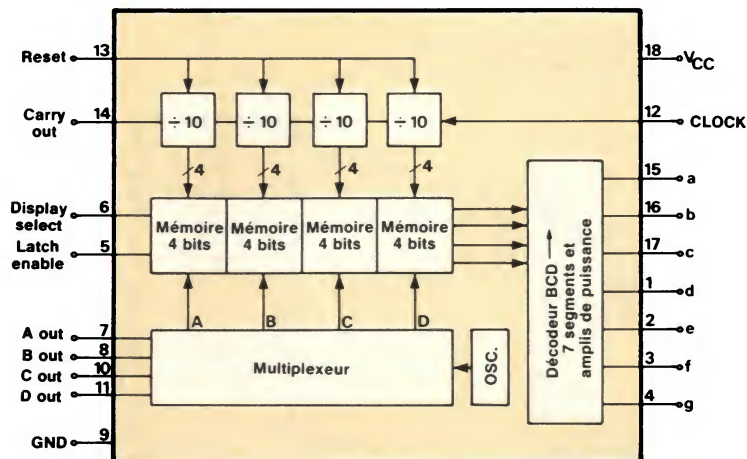 Reset 13
18 VCC
Carry out 14
÷ 10 ÷ 10 ÷ 10 ÷ 10
12 CLOCK
4 4 4 4
Display select 6
Latch enable 5
Mémoire 4 bits
Mémoire 4 bits
Mémoire 4 bits
Mémoire 4 bits
A B C D
A out 7
B out 8
C out 10
D out 11
Multiplexeur
OSC.
GND 9
Décodeur BCD
7 segments et
amplis de puissance
15 a
16 b
17 c
1 d
2 e
3 f
4 g